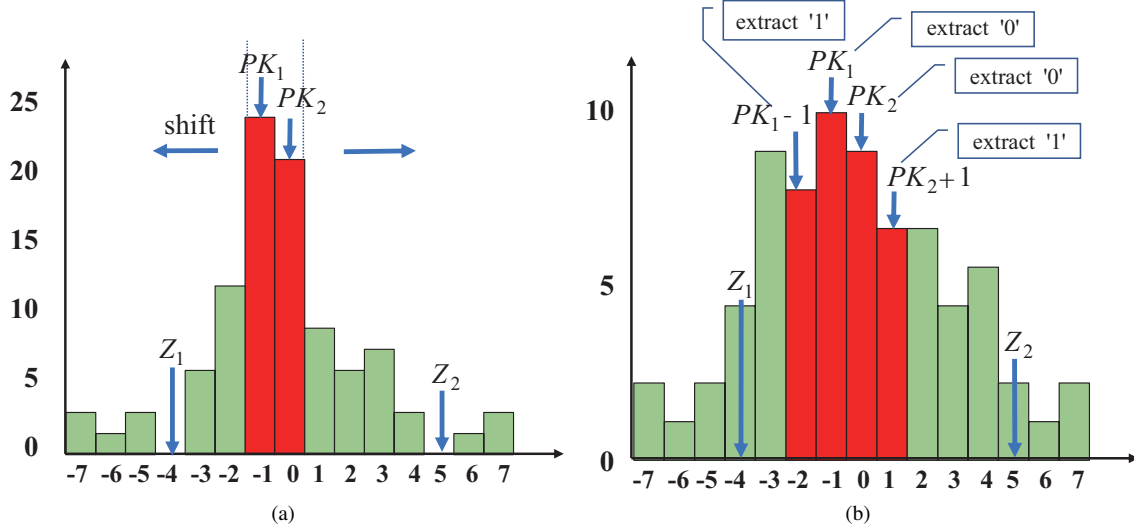 25
20
15
10
5
0
shift
PK₁
PK₂
Z₁
Z₂
-7 -6 -5 -4 -3 -2 -1 0 1 2 3 4 5 6 7
(a)
extract '1'
extract '0'
extract '0'
extract '1'
PK₁
PK₂
PK₁- 1
PK₂+1
10
5
0
Z₁
Z₂
-7 -6 -5 -4 -3 -2 -1 0 1 2 3 4 5 6 7
(b)